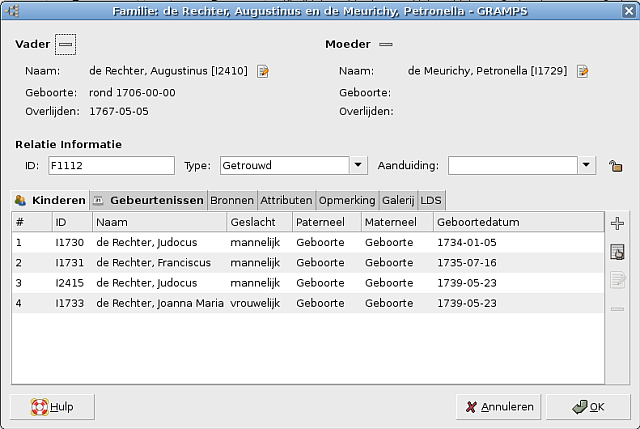 Familie: de Rechter, Augustinus en de Meurichy, Petronella - GRAMPS
Vader Moeder
Naam: de Rechter, Augustinus [I2410] Naam: de Meurichy, Petronella [I1729]
Geboorte: rond 1706-00-00 Geboorte:
Overlijden: 1767-05-05 Overlijden:
Relatie Informatie
ID: F1112 Type: Getrouwd Aanduiding:
Kinderen Gebeurtenissen Bronnen Attributen Opmerking Galerij LDS
# ID Naam Geslacht Paterneel Materneel Geboortedatum
1 I1730 de Rechter, Judocus mannelijk Geboorte Geboorte 1734-01-05
2 I1731 de Rechter, Franciscus mannelijk Geboorte Geboorte 1735-07-16
3 I2415 de Rechter, Judocus mannelijk Geboorte Geboorte 1739-05-23
4 I1733 de Rechter, Joanna Maria vrouwelijk Geboorte Geboorte 1739-05-23
Hulp Annuleren OK